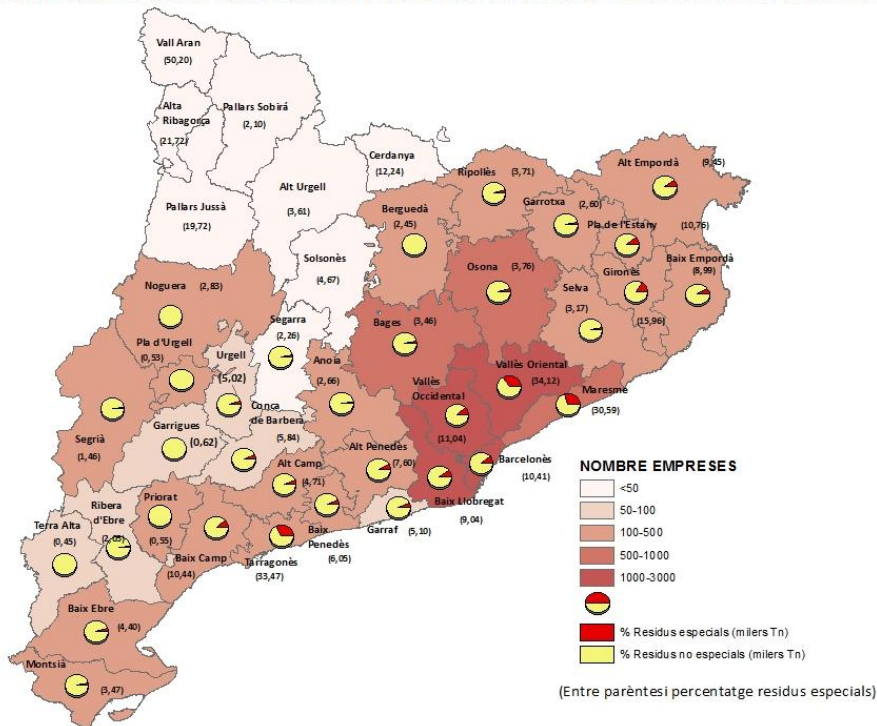 Vall Aran
(50,20)
Alta
Ribagorça
(21,72)
Pallars Sobirá
(2,10)
Cerdanya
(12,24)
Alt Urgell
(3,61)
Pallars Jussà
(19,72)
Solsonès
(4,67)
Berguedà
(2,45)
Ripollès (3,71)
Garrotxa (2,60)
Alt Empordà (9,45)
Pla de l'Estany
(10,76)
Baix Empordà
(8,99)
Gironès
(15,96)
Selva
(3,17)
Osona (3,76)
Noguera (2,83)
Pla d'Urgell
(0,53)
Segarra
(2,26)
Urgell
(5,02)
Bages (3,46)
Anoia
(2,66)
Vallès Oriental
(34,12)
Vallès
Occidental
(11,04)
Maresme
(30,59)
Conca
de Barberà
(5,84)
Garrigues (0,62)
Segrià
(1,46)
Alt Penedès
(7,60)
Barcelonès
(10,41)
Baix Llobregat
(9,04)
Alt Camp
(4,71)
Priorat
(0,55)
Ribera
d'Ebre
(2,05)
Terra Alta
(0,45)
Garraf (5,10)
Baix
Penedès
(6,05)
Baix Camp
(10,44)
Tarragonès
(33,47)
Baix Ebre
(4,40)
Montsià
(3,47)
NOMBRE EMPRESES
<50
50-100
100-500
500-1000
1000-3000
% Residus especials (milers Tn)
% Residus no especials (milers Tn)
(Entre parèntesi percentatge residus especials)